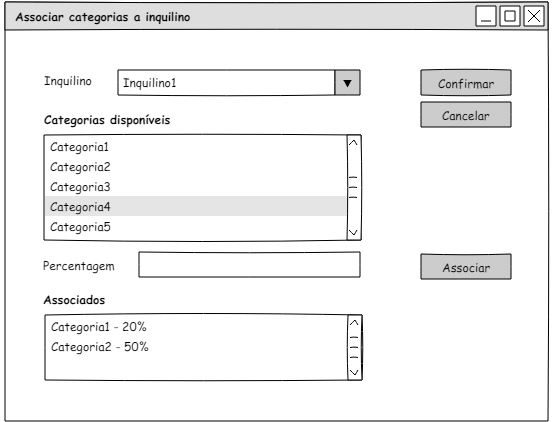 Associar categorias a inquilino
Inquilino Inquilino1 Confirmar
Cancelar
Categorias disponíveis
Categoria1
Categoria2
Categoria3
Categoria4
Categoria5
Percentagem Associar
Associados
Categoria1 - 20%
Categoria2 - 50%